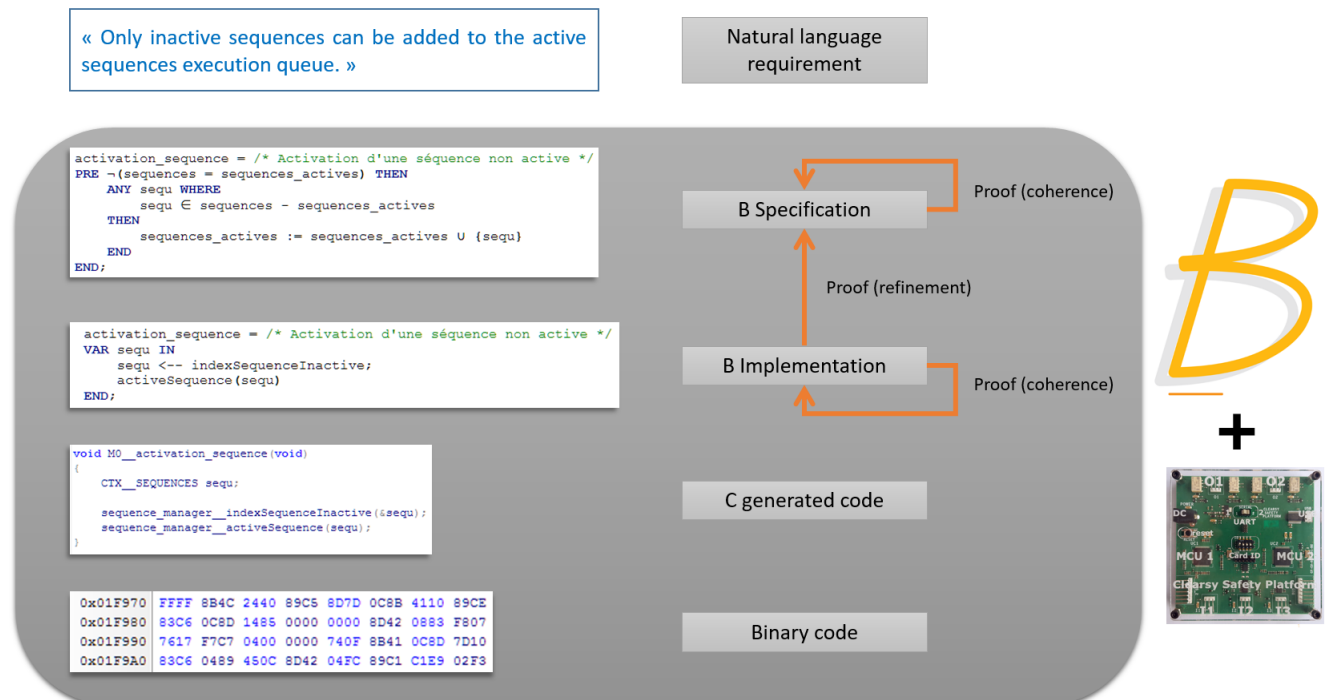 « Only inactive sequences can be added to the active
sequences execution queue. »
Natural language
requirement
activation_sequence = /* Activation d'une séquence non active */
PRE ¬(sequences = sequences_actives) THEN
ANY sequ WHERE
sequ ∈ sequences - sequences_actives
THEN
sequences_actives := sequences_actives ∪ {sequ}
END
END;
B Specification
Proof (coherence)
Proof (refinement)
activation_sequence = /* Activation d'une séquence non active */
VAR sequ IN
sequ <-- indexSequenceInactive;
activeSequence(sequ)
END;
B Implementation
Proof (coherence)
void M0__activation_sequence(void)
{
CTX__SEQUENCES sequ;
sequence_manager__indexSequenceInactive(&sequ);
sequence_manager__activeSequence(sequ);
}
C generated code
0x01F970 FFFF 8B4C 2440 89C5 8D7D 0C8B 4110 89CE
0x01F980 83C6 0C8D 1485 0000 0000 8D42 0883 F807
0x01F990 7617 F7C7 0400 0000 740F 8B41 0C8D 7D10
0x01F9A0 83C6 0489 450C 8D42 04FC 89C1 C1E9 02F3
Binary code
B
+
O1 O2
DC
UART
reset
MCU 1 Card ID MCU 2
Clearsy Safety Platform
I1 I2 I3